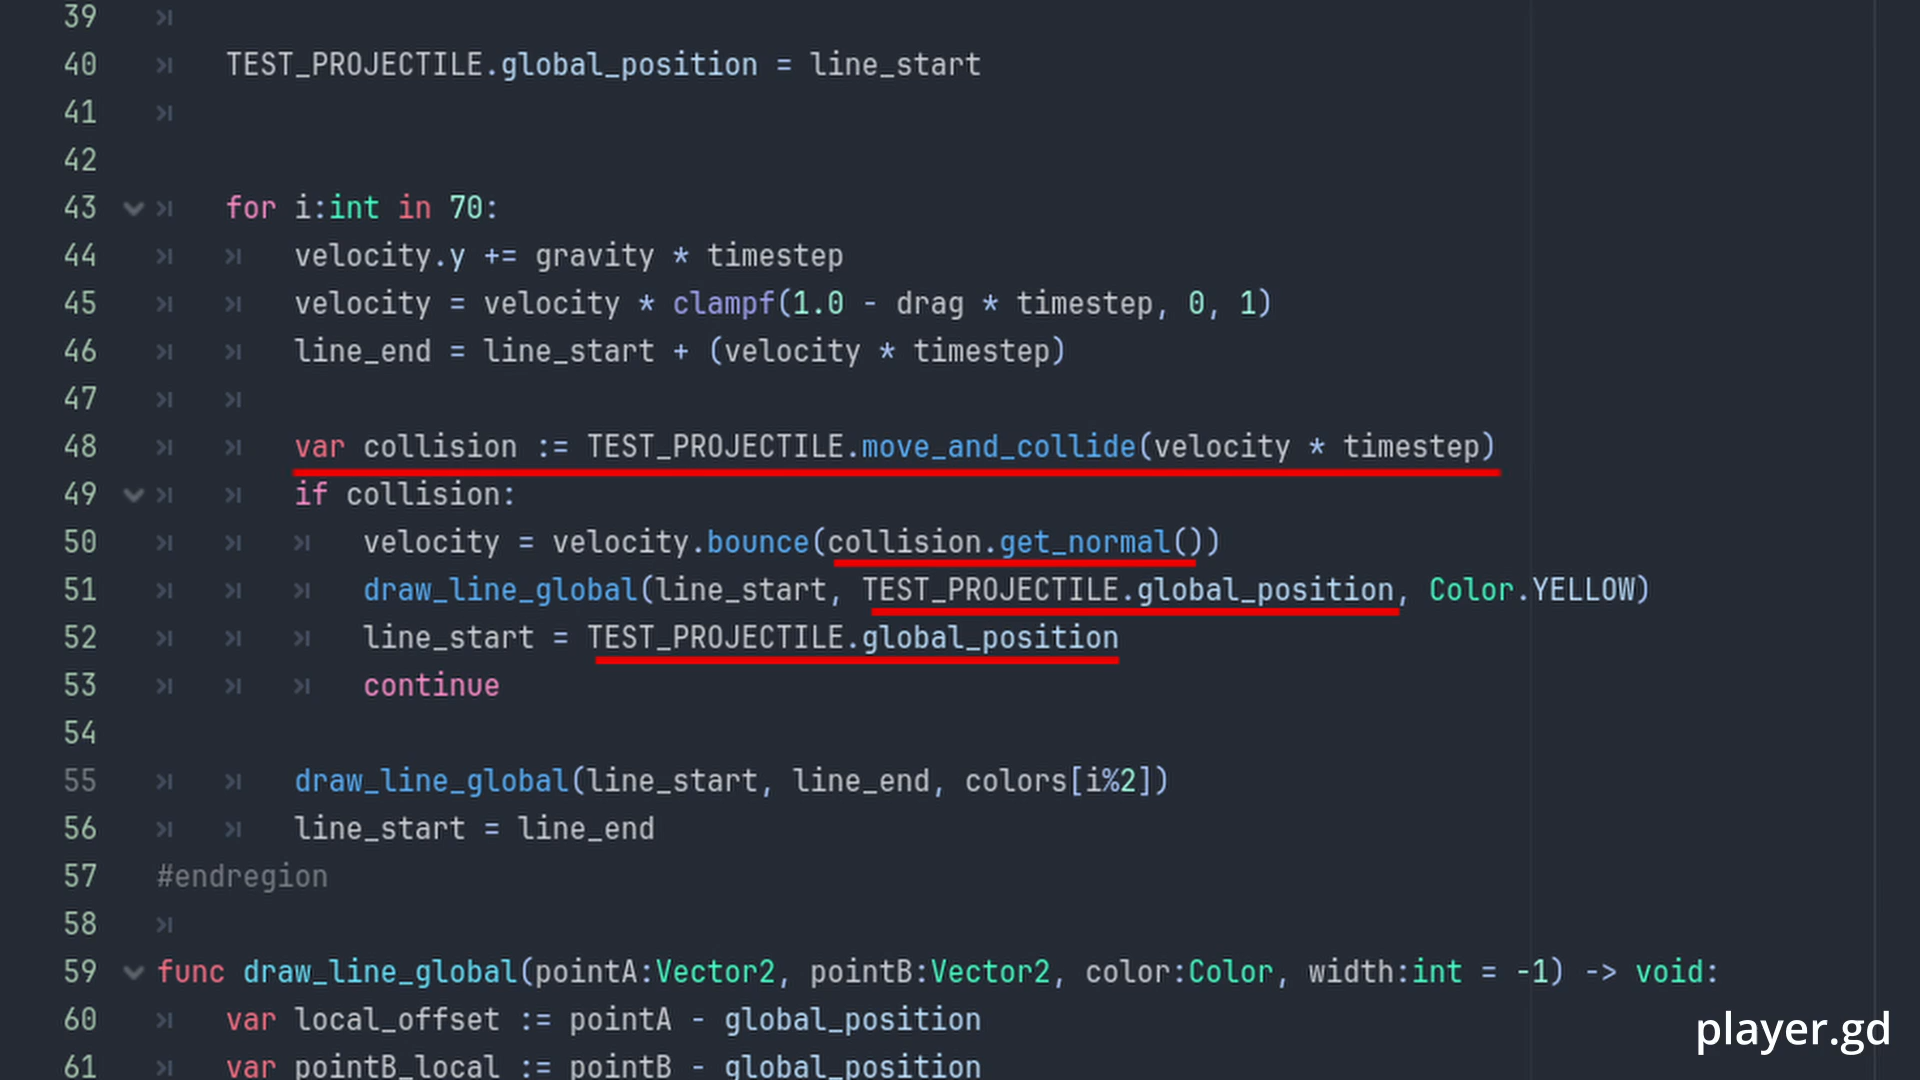 39
40 TEST_PROJECTILE.global_position = line_start
41
42
43 for i:int in 70:
44 velocity.y += gravity * timestep
45 velocity = velocity * clampf(1.0 - drag * timestep, 0, 1)
46 line_end = line_start + (velocity * timestep)
47
48 var collision := TEST_PROJECTILE.move_and_collide(velocity * timestep)
49 if collision:
50 velocity = velocity.bounce(collision.get_normal())
51 draw_line_global(line_start, TEST_PROJECTILE.global_position, Color.YELLOW)
52 line_start = TEST_PROJECTILE.global_position
53 continue
54
55 draw_line_global(line_start, line_end, colors[i%2])
56 line_start = line_end
57 #endregion
58
59 func draw_line_global(pointA:Vector2, pointB:Vector2, color:Color, width:int = -1) -> void:
60 var local_offset := pointA - global_position
61 var pointB_local := pointB - global_position
player.gd